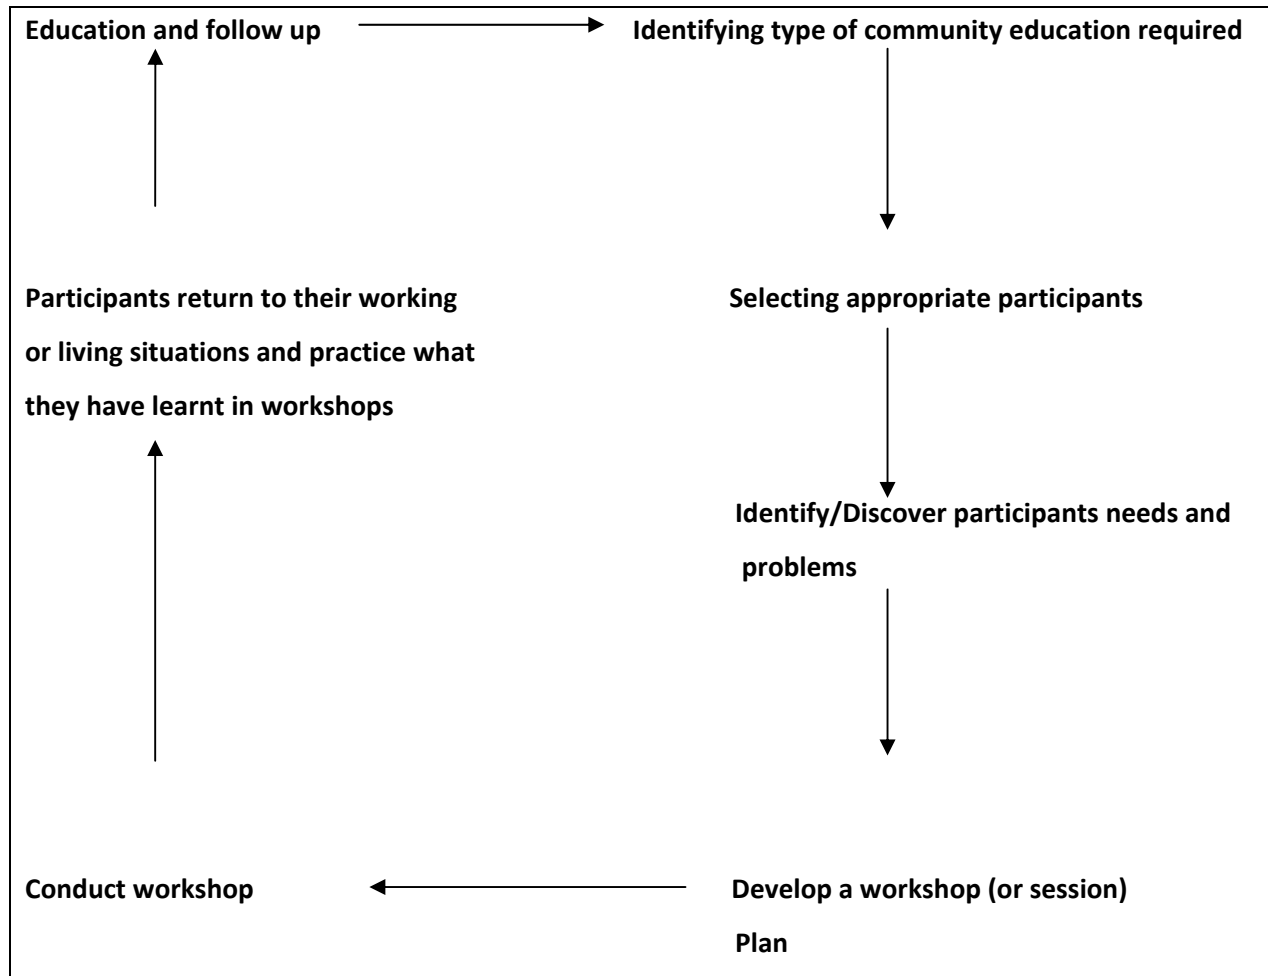 Education and follow up
Identifying type of community education required
Participants return to their working
or living situations and practice what
they have learnt in workshops
Selecting appropriate participants
Identify/Discover participants needs and
problems
Conduct workshop
Develop a workshop (or session)
Plan